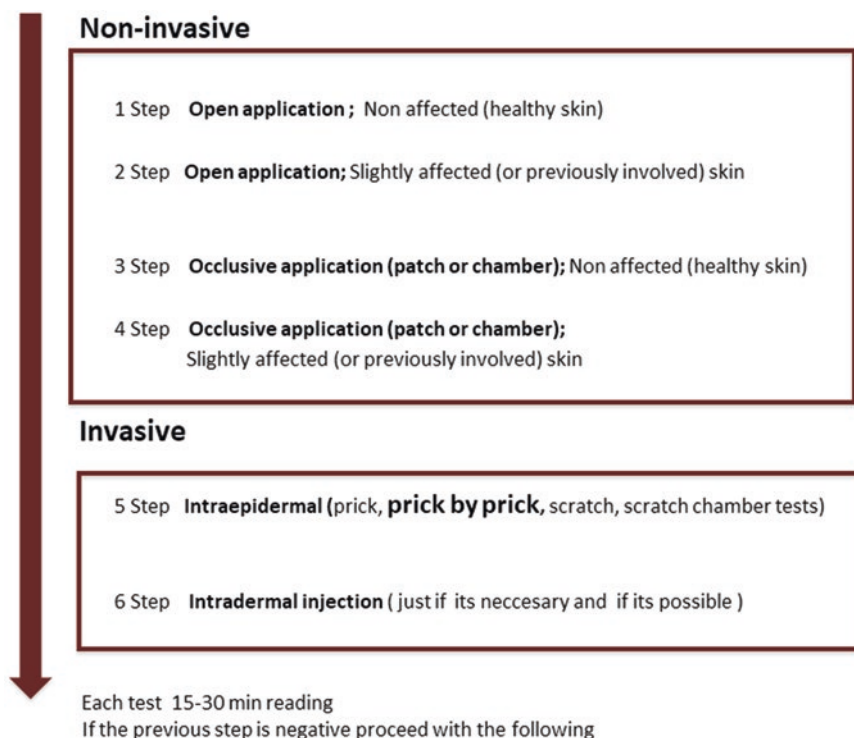 Non-invasive
1 Step Open application ; Non affected (healthy skin)
2 Step Open application; Slightly affected (or previously involved) skin
3 Step Occlusive application (patch or chamber); Non affected (healthy skin)
4 Step Occlusive application (patch or chamber);
Slightly affected (or previously involved) skin
Invasive
5 Step Intraepidermal (prick, prick by prick, scratch, scratch chamber tests)
6 Step Intradermal injection ( just if its neccesary and if its possible )
Each test 15-30 min reading
If the previous step is negative proceed with the following